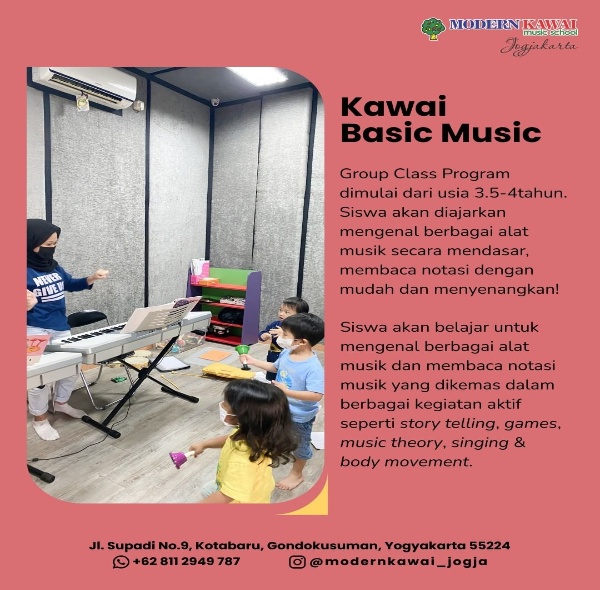 MODERN KAWAI
music school
Jogjakarta
Kawai
Basic Music
Group Class Program
dimulai dari usia 3.5-4tahun.
Siswa akan diajarkan
mengenal berbagai alat
musik secara mendasar,
membaca notasi dengan
mudah dan menyenangkan!
Siswa akan belajar untuk
mengenal berbagai alat
musik dan membaca notasi
musik yang dikemas dalam
berbagai kegiatan aktif
seperti story telling, games,
music theory, singing &
body movement.
NEVER
GIVE UP
Jl. Supadi No.9, Kotabaru, Gondokusuman, Yogyakarta 55224
+62 811 2949 787 @modernkawai_jogja